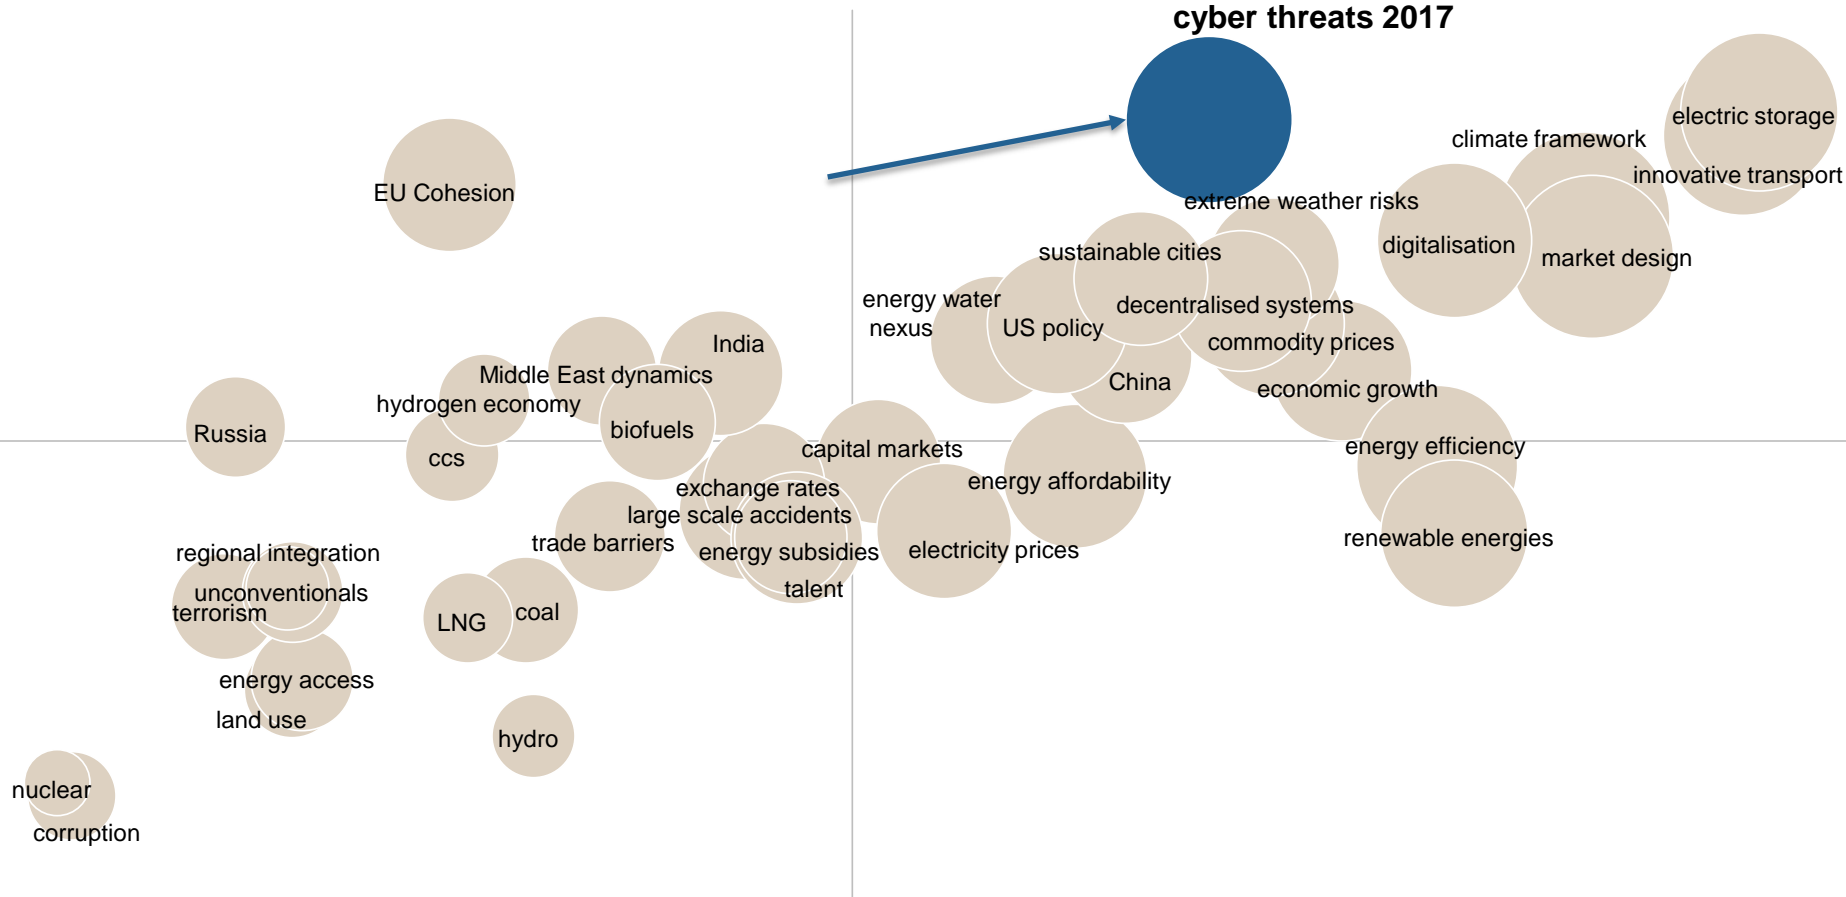 cyber threats 2017
electric storage
climate framework
innovative transport
EU Cohesion
extreme weather risks
digitalisation
market design
sustainable cities
energy water
nexus
US policy
decentralised systems
commodity prices
India
Middle East dynamics
China
economic growth
hydrogen economy
Russia
biofuels
ccs
capital markets
energy efficiency
energy affordability
exchange rates
large scale accidents
trade barriers
energy subsidies
electricity prices
renewable energies
talent
regional integration
unconventionals
terrorism
LNG
coal
energy access
land use
hydro
nuclear
corruption